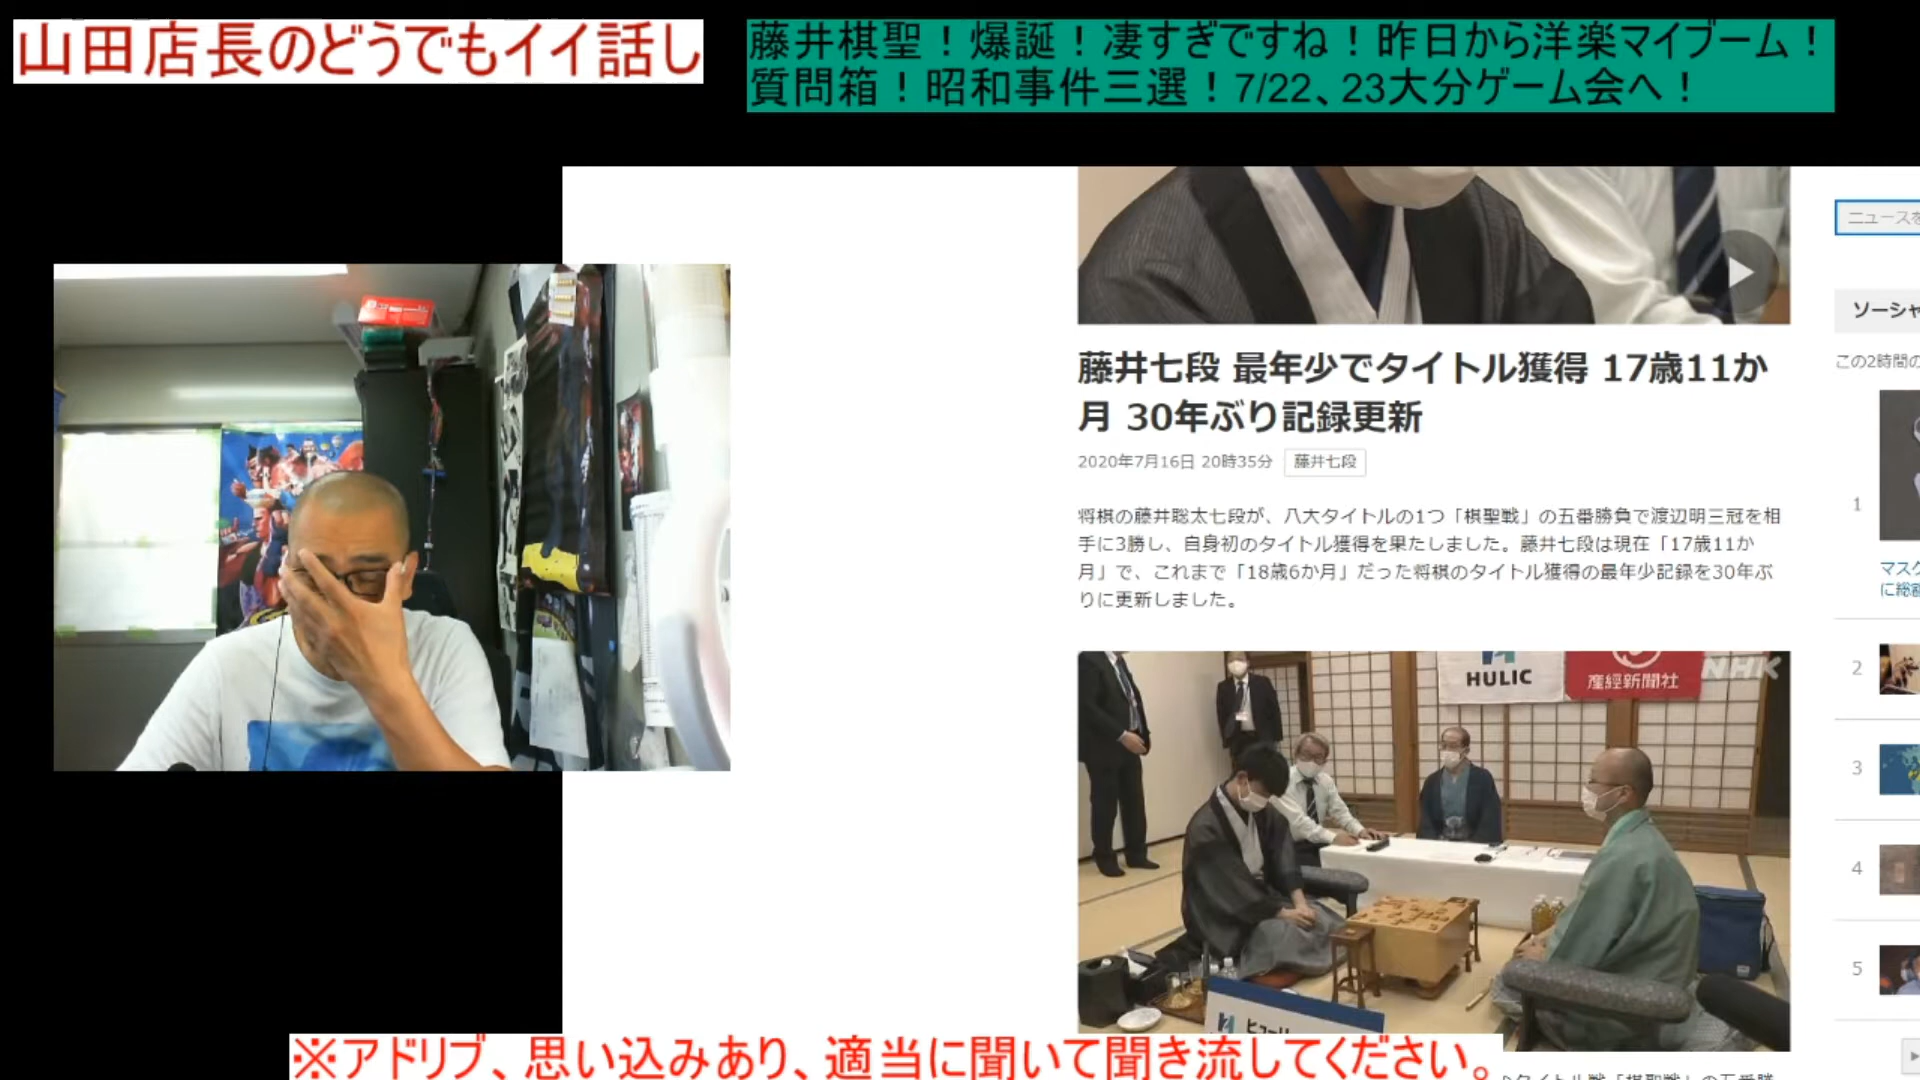 山田店長のどうでもイイ話し
藤井棋聖！爆誕！凄すぎですね！昨日から洋楽マイブーム！
質問箱！昭和事件三選！7/22、23大分ゲーム会へ！
ニュースを
ソーシャ
この2時間の
藤井七段 最年少でタイトル獲得 17歳11か
月 30年ぶり記録更新
2020年7月16日 20時35分 藤井七段
将棋の藤井聡太七段が、八大タイトルの1つ「棋聖戦」の五番勝負で渡辺明三冠を相
手に3勝し、自身初のタイトル獲得を果たしました。藤井七段は現在「17歳11か
月」で、これまで「18歳6か月」だった将棋のタイトル獲得の最年少記録を30年ぶ
りに更新しました。
1
マスク
に総額
2
3
4
5
HULIC
産経新聞社
NHK
※アドリブ、思い込みあり、適当に聞いて聞き流してください。